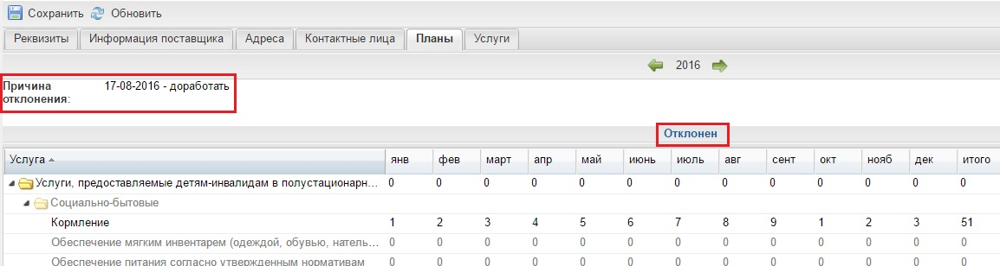 Сохранить Обновить
Реквизиты Информация поставщика Адреса Контактные лица Планы Услуги
2016
Причина 17-08-2016 - доработать
отклонения:
Отклонен
Услуга янв фев март апр май июнь июль авг сент окт нояб дек итого
Услуги, предоставляемые детям-инвалидам в полустационарн... 0 0 0 0 0 0 0 0 0 0 0 0 0
Социально-бытовые
Кормление 1 2 3 4 5 6 7 8 9 1 2 3 51
Обеспечение мягким инвентарем (одеждой, обувью, натель... 0 0 0 0 0 0 0 0 0 0 0 0 0
Обеспечение питания согласно утвержденным нормативам 0 0 0 0 0 0 0 0 0 0 0 0 0